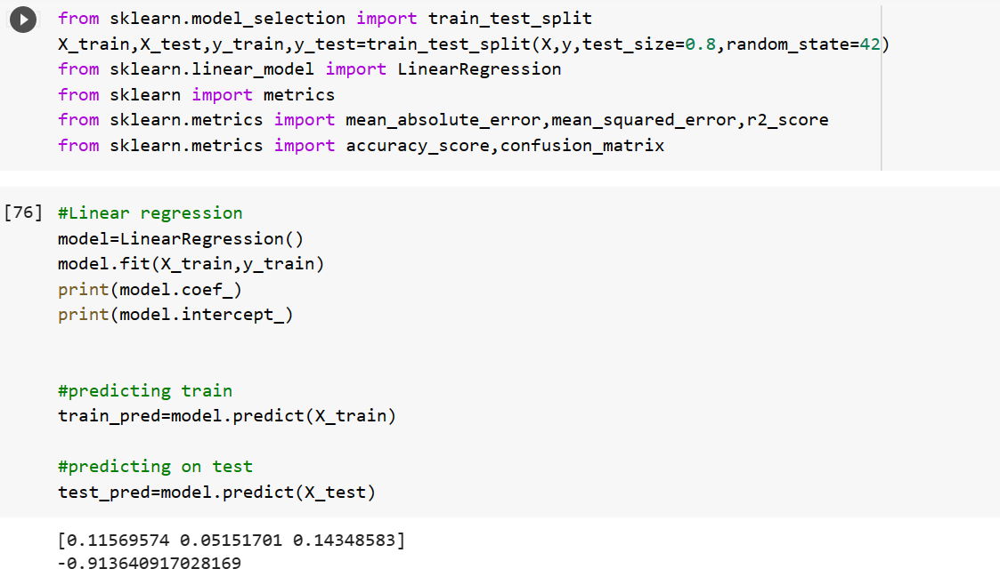 from sklearn.model_selection import train_test_split
X_train,X_test,y_train,y_test=train_test_split(X,y,test_size=0.8,random_state=42)
from sklearn.linear_model import LinearRegression
from sklearn import metrics
from sklearn.metrics import mean_absolute_error,mean_squared_error,r2_score
from sklearn.metrics import accuracy_score,confusion_matrix
[76] #Linear regression
model=LinearRegression()
model.fit(X_train,y_train)
print(model.coef_)
print(model.intercept_)
#predicting train
train_pred=model.predict(X_train)
#predicting on test
test_pred=model.predict(X_test)
[0.11569574 0.05151701 0.14348583]
-0.913640917028169